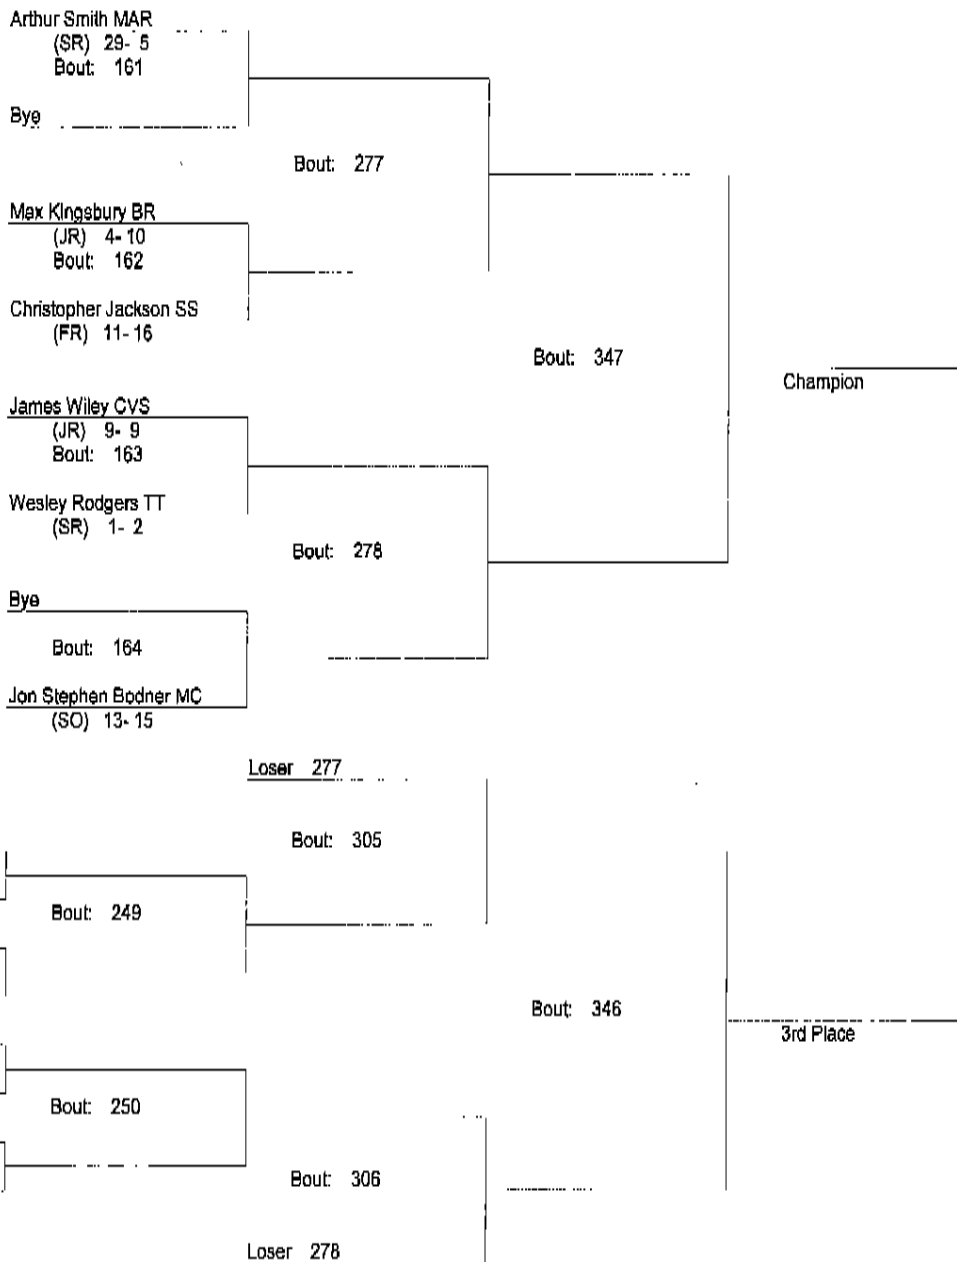 Arthur Smith MAR
(SR) 29- 5
Bout: 161
Bye
Bout: 277
Max Kingsbury BR
(JR) 4- 10
Bout: 162
Christopher Jackson SS
(FR) 11- 16
Bout: 347
Champion
James Wiley CVS
(JR) 9- 9
Bout: 163
Wesley Rodgers TT
(SR) 1- 2
Bout: 278
Bye
Bout: 164
Jon Stephen Bodner MC
(SO) 13- 15
Loser 277
Bout: 305
Bout: 249
Bout: 346
3rd Place
Bout: 250
Bout: 306
Loser 278